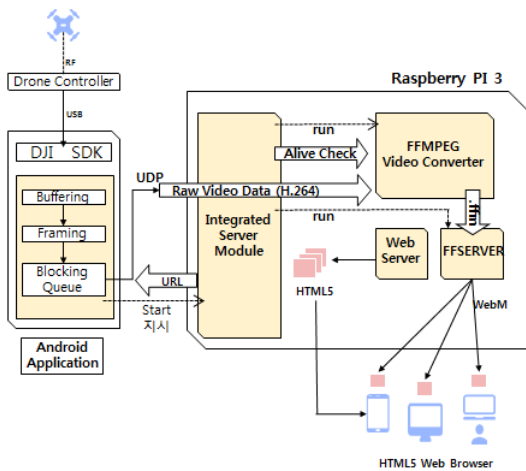 RF
Drone Controller
USB
Raspberry PI 3
DJI SDK
Buffering
Framing
Blocking
Queue
Android
Application
UDP
Raw Video Data (H.264)
URL
Start
지시
Integrated
Server
Module
run
Alive Check
run
FFMPEG
Video Converter
.ffm
Web
Server
FFSERVER
HTML5
WebM
HTML5 Web Browser